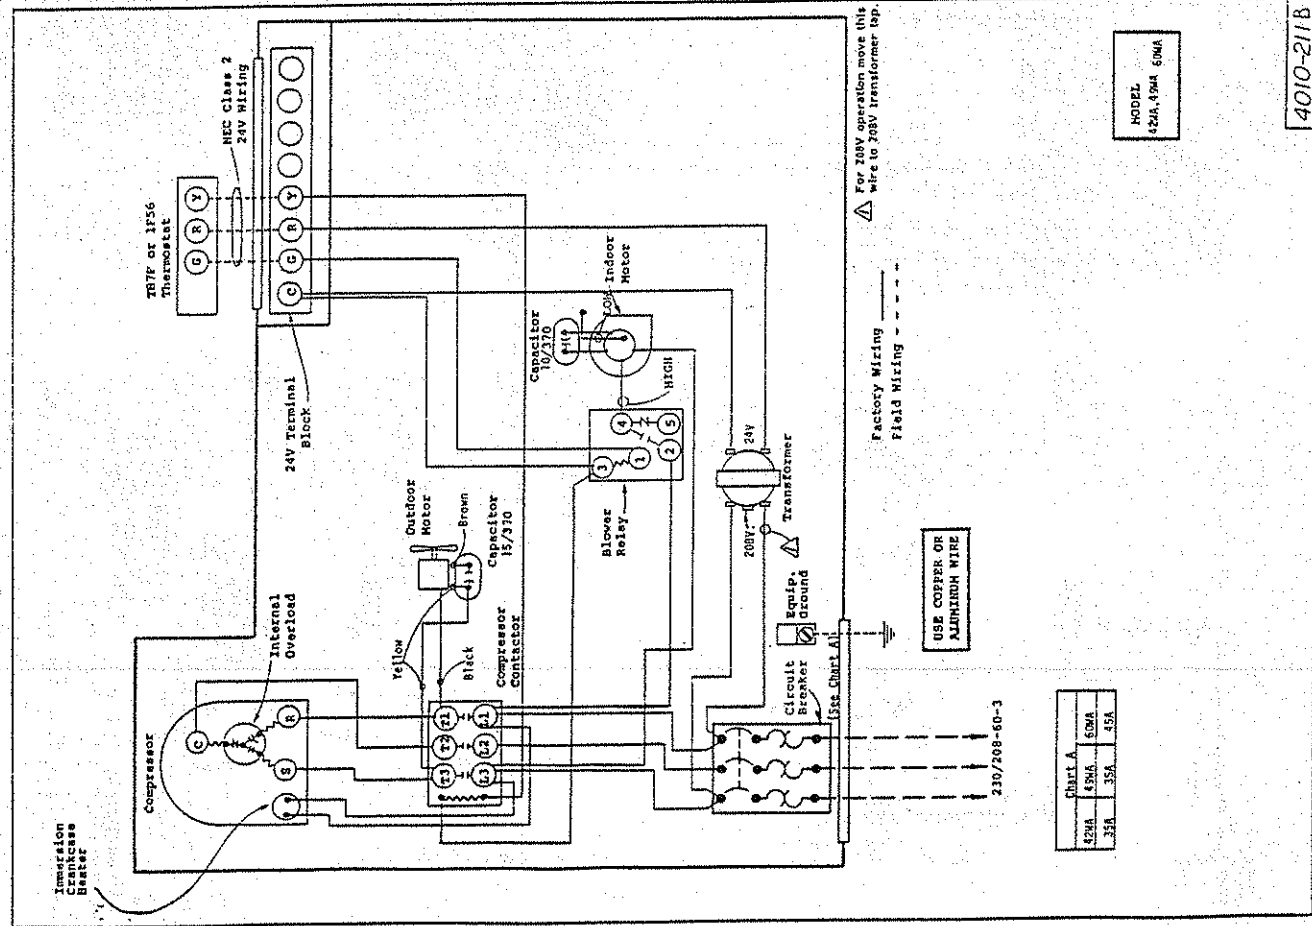 4010-211B
MODEL
42WA,49WA 60WA
⚠ For 208V operation move this
wire to 208V transformer tap.
NEC Class 2
24V Wiring
T87F or 1F56
Thermostat
G R Y
C G R Y
24V Terminal
Block
Immersion
Crankcase
Heater
Compressor
Internal
Overload
C
S
R
Outdoor
Motor
Brown
Capacitor
15/370
Yellow
Black
Compressor
Contactor
T3 T2 T1
L3 L2 L1
Capacitor
10/370
LOW
Indoor
Motor
HIGH
Blower
Relay
3 1
4 5
2
24V
208V
Transformer
Equip.
Ground
Circuit
Breaker
(See Chart A)
Factory Wiring
Field Wiring
USE COPPER OR
ALUMINUM WIRE
230/208-60-3
Chart A
42WA 49WA 60WA
35A 35A 45A